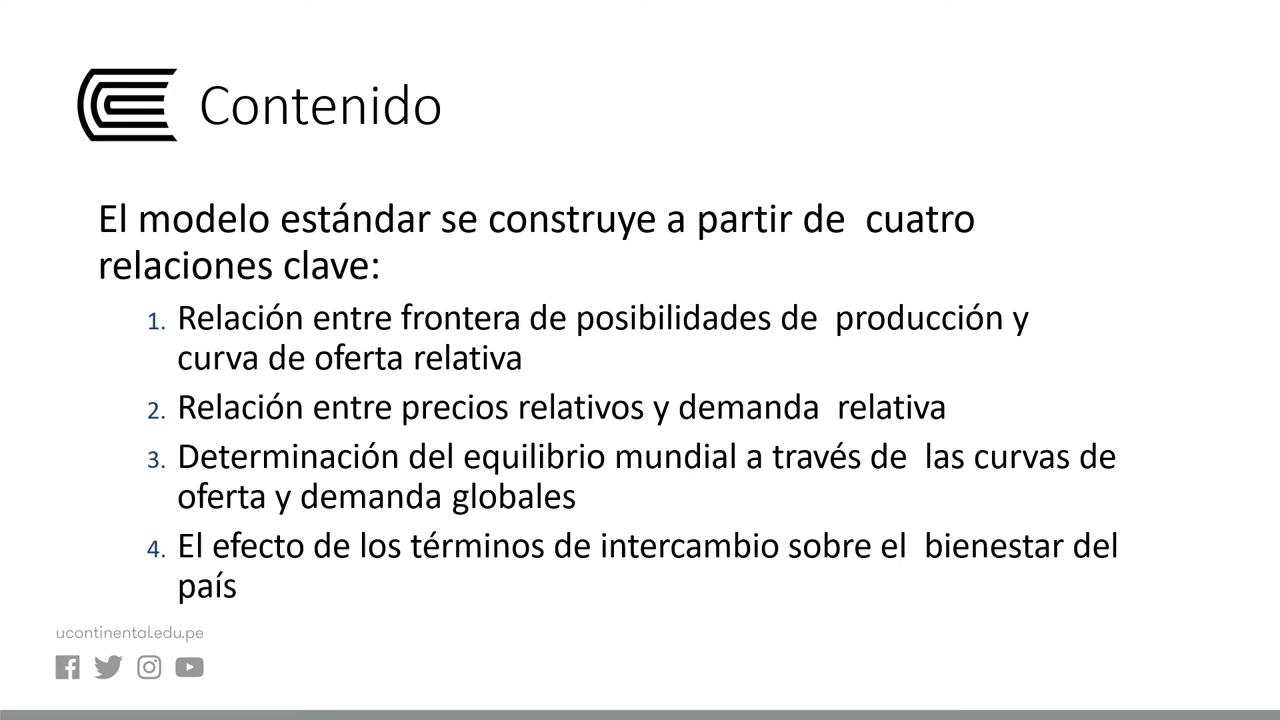 Contenido
El modelo estándar se construye a partir de  cuatro
relaciones clave:
1. Relación entre frontera de posibilidades de  producción y
curva de oferta relativa
2. Relación entre precios relativos y demanda  relativa
3. Determinación del equilibrio mundial a través de  las curvas de
oferta y demanda globales
4. El efecto de los términos de intercambio sobre el  bienestar del
país
ucontinental.edu.pe